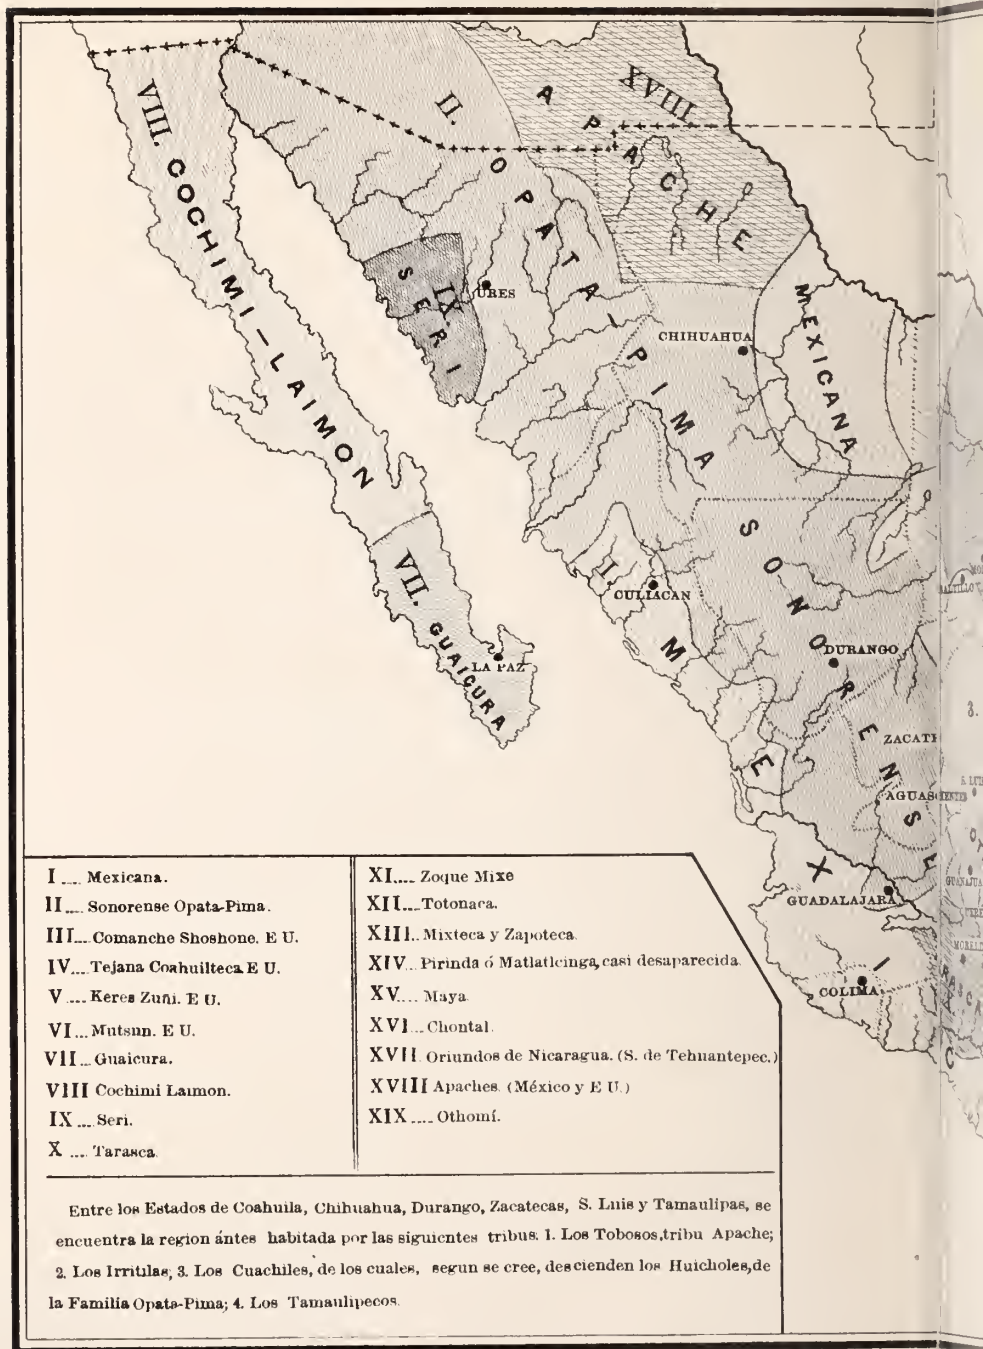 XVIII.
APACHE
VIII. COCHIMI–LAIMON
II.
OPATA-PIMA
SERI
IX.
URES
MEXICANA
CHIHUAHUA
SONORENSE
VII.
GUAICURA
LA PAZ
I.
CULIACAN
MEXI
C
DURANGO
3.
ZACATE
AGUAS
GUADALAJARA
COLIMA
I .... Mexicana.
II .... Sonorense Opata-Pima.
III... Comanche Shoshone. E U.
IV... Tejana Coahuilteca E U.
V .... Keres Zuñi. E U.
VI ... Mutsun. E U.
VII ... Guaicura.
VIII Cochimi Laimon.
IX .... Seri.
X .... Tarasca.
XI.... Zoque Mixe
XII.... Totonaca.
XIII.. Mixteca y Zapoteca.
XIV... Pirinda ó Matlatlcinga, casi desaparecida.
XV.... Maya.
XVI ... Chontal.
XVII Oriundos de Nicaragua. (S. de Tehuantepec.)
XVIII Apaches. (México y E U.)
XIX .... Othomí.
Entre los Estados de Coahuila, Chihuahua, Durango, Zacatecas, S. Luis y Tamaulipas, se
encuentra la region ántes habitada por las siguientes tribus: 1. Los Tobosos, tribu Apache;
2. Los Irritilas; 3. Los Cuachiles, de los cuales, segun se cree, descienden los Huicholes, de
la Familia Opata-Pima; 4. Los Tamaulipecos.